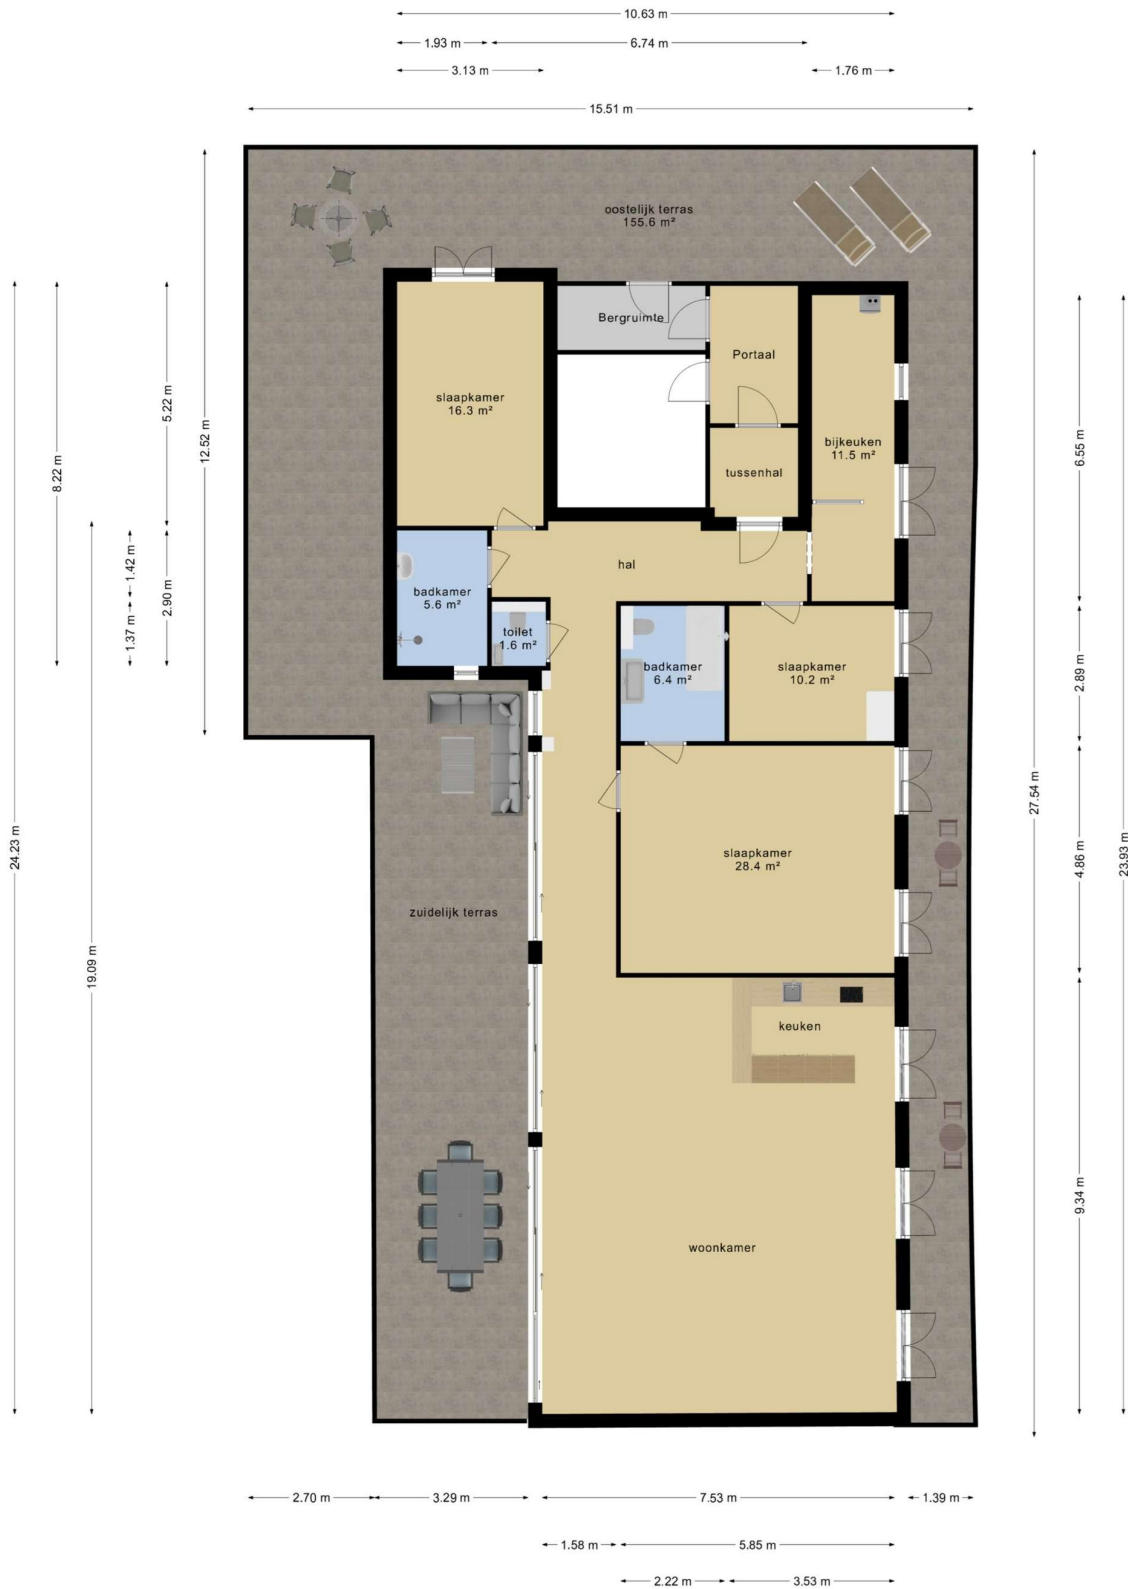 10.63 m
1.93 m
6.74 m
3.13 m
1.76 m
15.51 m
oostelijk terras
155.6 m²
Bergruimte
Portaal
slaapkamer
16.3 m²
bijkeuken
11.5 m²
tussenhal
hal
badkamer
5.6 m²
toilet
1.6 m²
badkamer
6.4 m²
slaapkamer
10.2 m²
slaapkamer
28.4 m²
zuidelijk terras
keuken
woonkamer
24.23 m
19.09 m
8.22 m
1.42 m
1.37 m
5.22 m
2.90 m
12.52 m
27.54 m
6.55 m
2.89 m
4.86 m
9.34 m
23.93 m
2.70 m
3.29 m
7.53 m
1.39 m
1.58 m
5.85 m
2.22 m
3.53 m